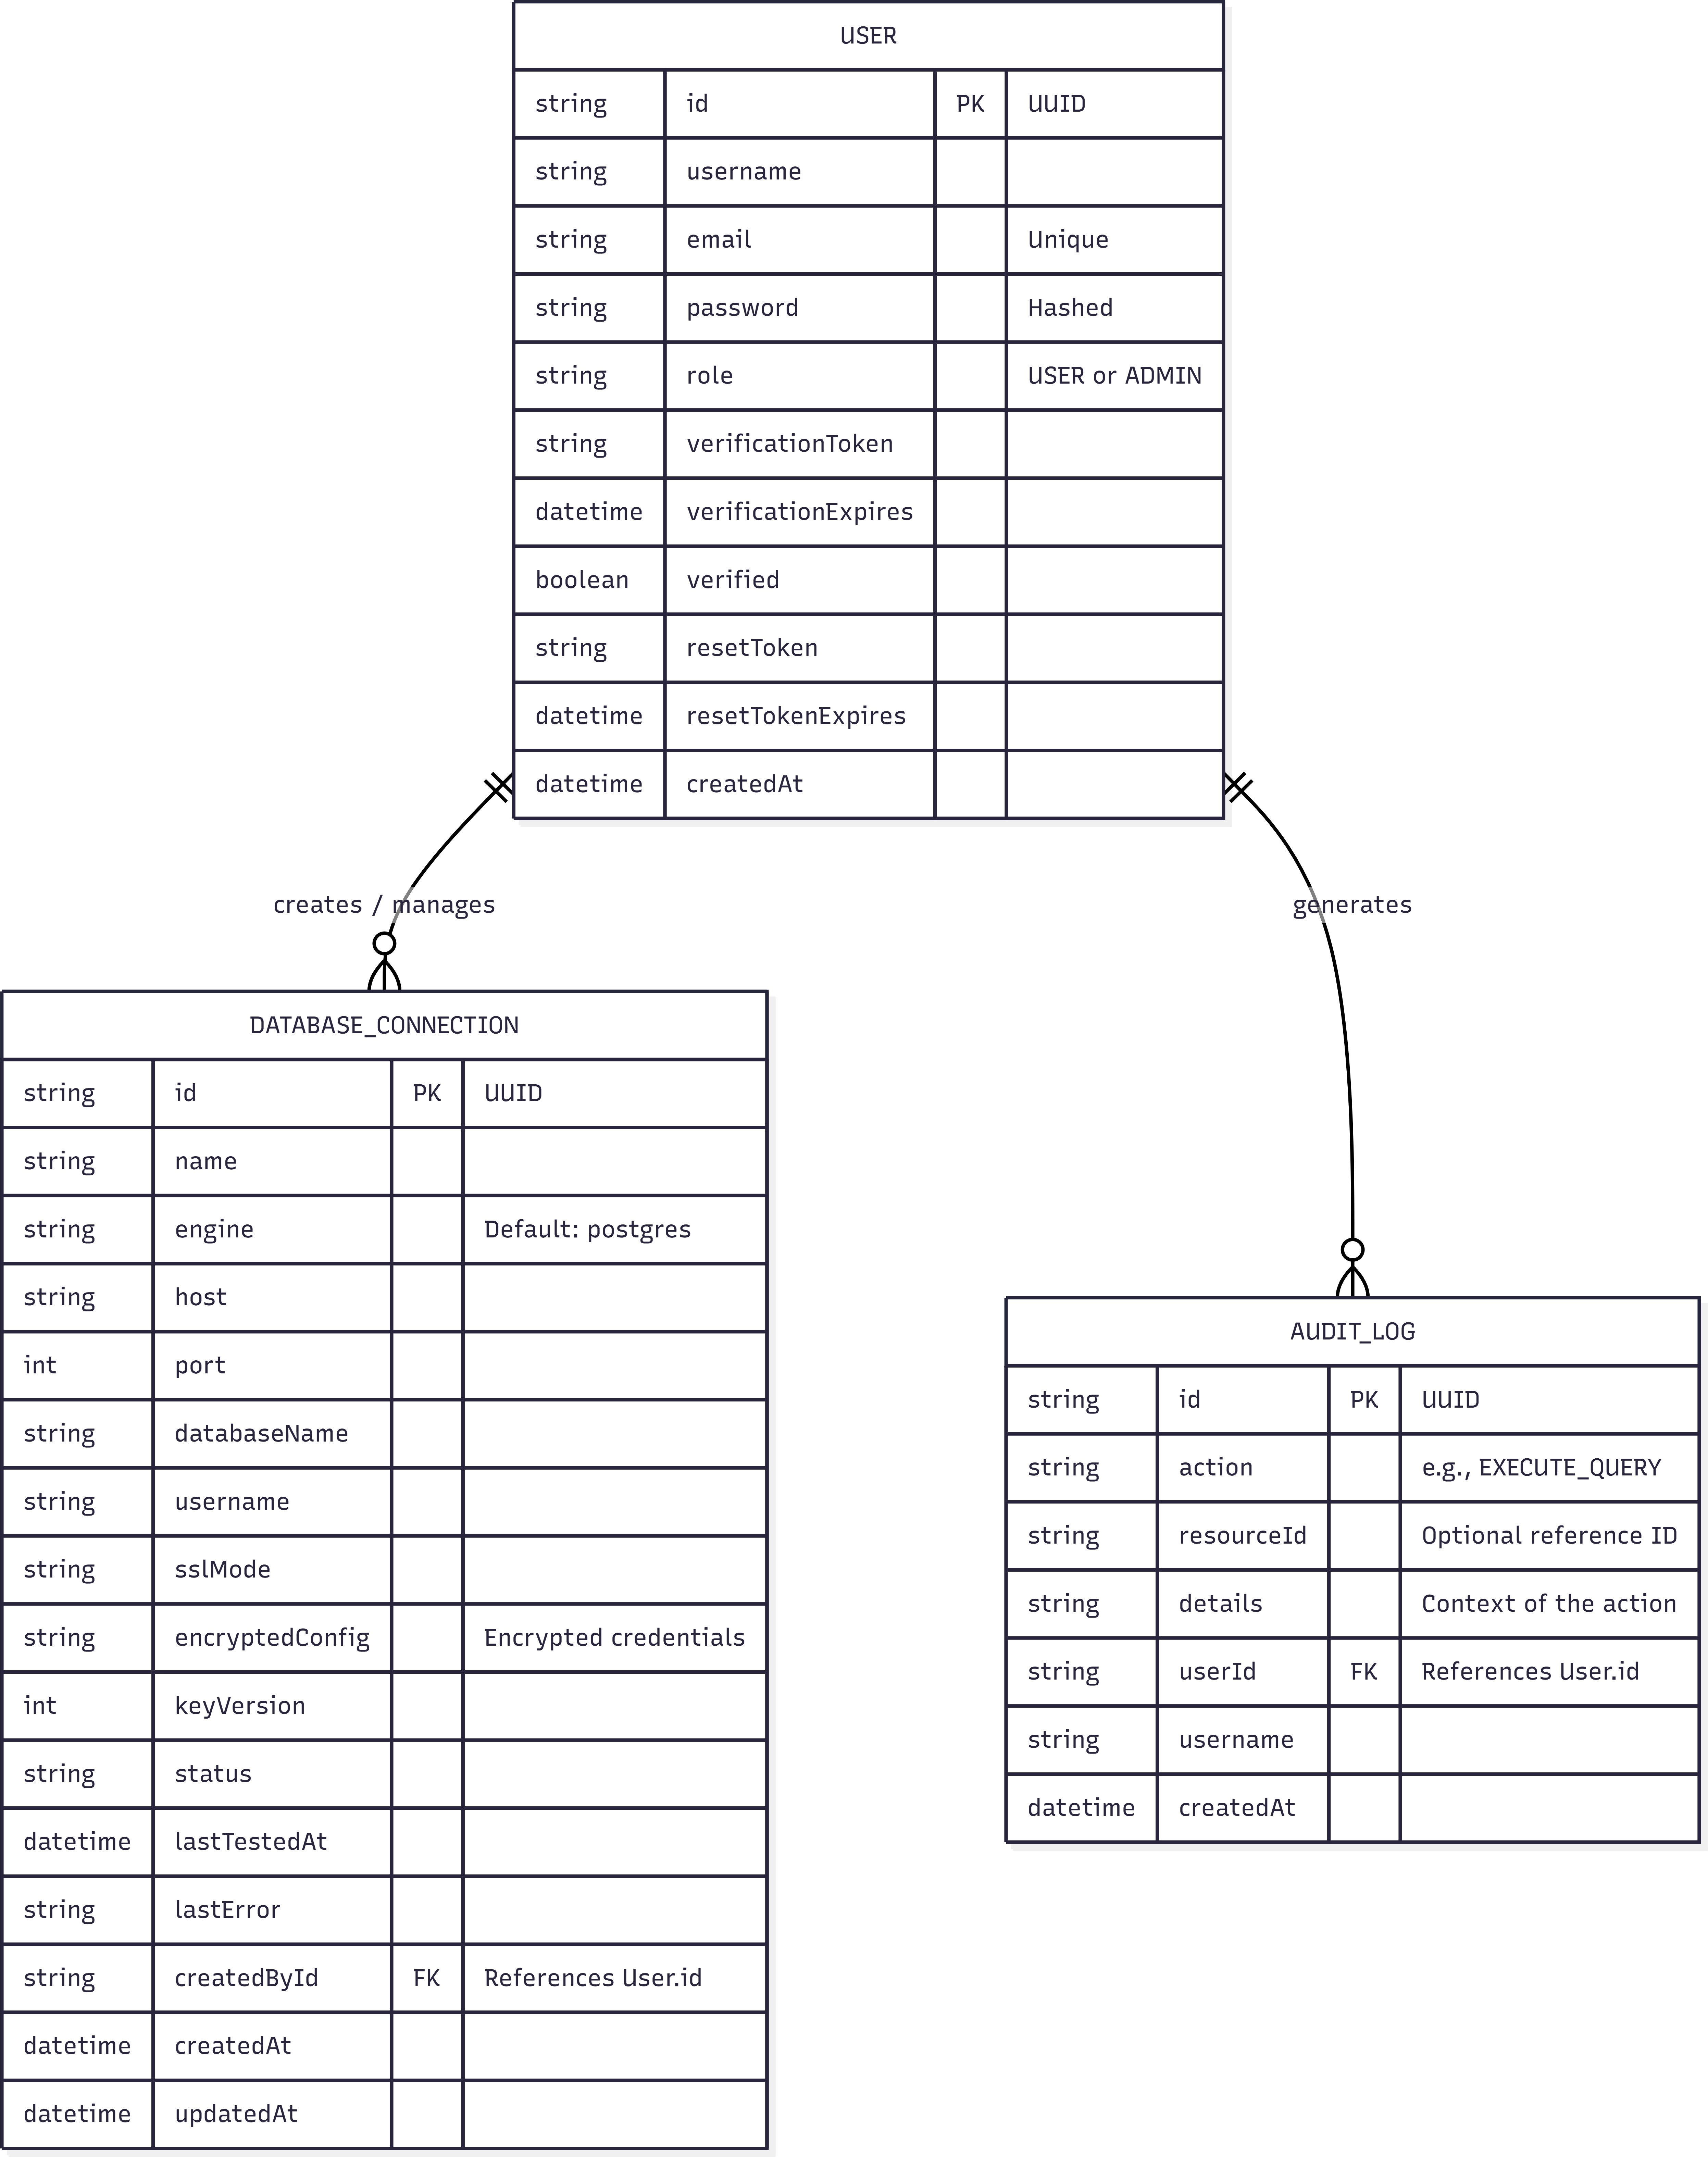 USER
string id PK UUID
string username
string email Unique
string password Hashed
string role USER or ADMIN
string verificationToken
datetime verificationExpires
boolean verified
string resetToken
datetime resetTokenExpires
datetime createdAt
creates / manages
generates
DATABASE_CONNECTION
string id PK UUID
string name
string engine Default: postgres
string host
int port
string databaseName
string username
string sslMode
string encryptedConfig Encrypted credentials
int keyVersion
string status
datetime lastTestedAt
string lastError
string createdById FK References User.id
datetime createdAt
datetime updatedAt
AUDIT_LOG
string id PK UUID
string action e.g., EXECUTE_QUERY
string resourceId Optional reference ID
string details Context of the action
string userId FK References User.id
string username
datetime createdAt